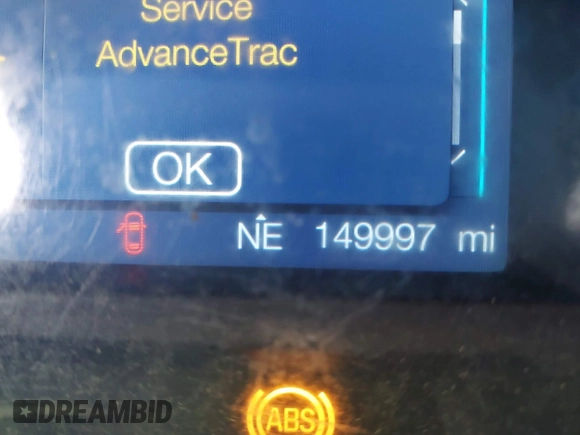 Service
AdvanceTrac
OK
NE 149997 mi
ABS
DREAMBID